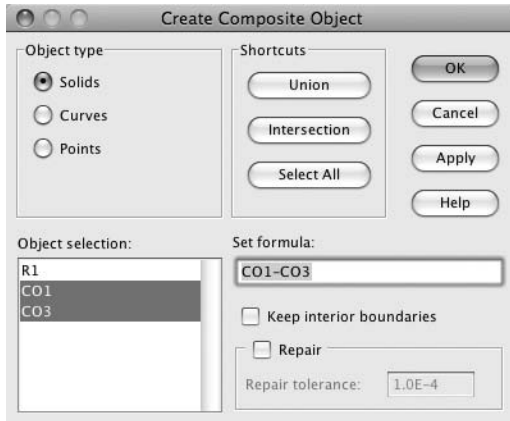 Create Composite Object
Object type
Solids
Curves
Points
Shortcuts
Union
Intersection
Select All
OK
Cancel
Apply
Help
Object selection:
R1
CO1
CO3
Set formula:
CO1-CO3
Keep interior boundaries
Repair
Repair tolerance: 1.0E-4